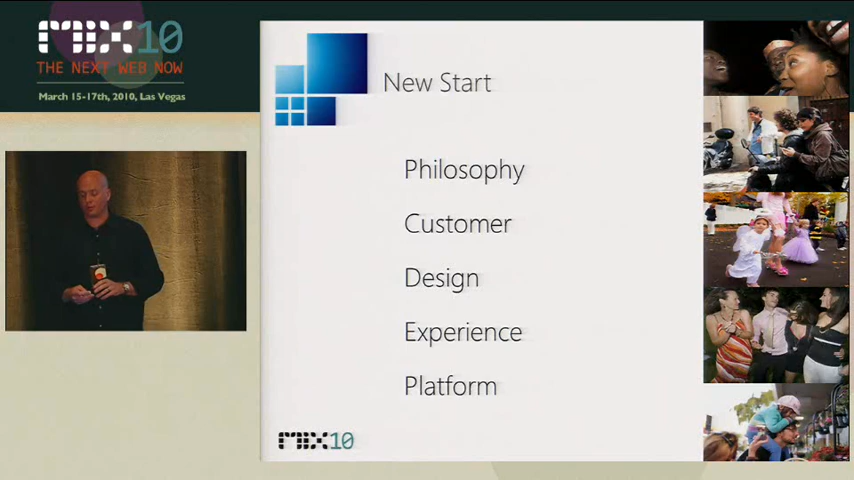 MIX10
THE NEXT WEB NOW
March 15-17th, 2010, Las Vegas
New Start
Philosophy
Customer
Design
Experience
Platform
MIX10